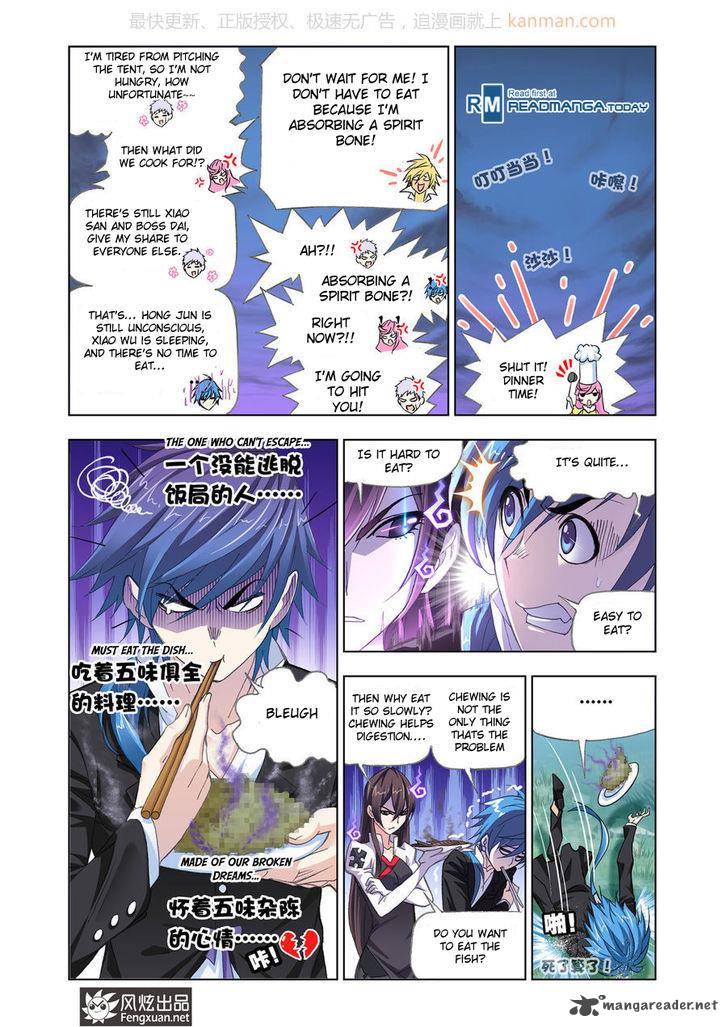 最快更新、正版授权、极速无广告，追漫画就上 kanman.com
I'M TIRED FROM PITCHING
THE TENT, SO I'M NOT
HUNGRY, HOW
UNFORTUNATE~~
THEN WHAT DID
WE COOK FOR!?
THERE'S STILL XIAO
SAN AND BOSS DAI,
GIVE MY SHARE TO
EVERYONE ELSE...
THAT'S... HONG JUN IS
STILL UNCONSCIOUS,
XIAO WU IS SLEEPING,
AND THERE'S NO TIME TO
EAT...
DON'T WAIT FOR ME! I
DON'T HAVE TO EAT
BECAUSE I'M
ABSORBING A SPIRIT
BONE!
AH?!!
ABSORBING A
SPIRIT BONE?!
RIGHT
NOW?!!
I'M GOING
TO HIT
YOU!
RM Read first at
READMANGA.TODAY
叮叮当当！
咔嚓！
沙沙！
SHUT IT!
DINNER
TIME!
THE ONE WHO CAN'T ESCAPE...
一个没能逃脱
饭局的人……
MUST EAT THE DISH...
吃着五味俱全
的料理……
BLEUGH
MADE OF OUR BROKEN
DREAMS...
怀着五味杂陈
的心情……
咔！
IS IT HARD TO
EAT?
IT'S QUITE...
EASY TO
EAT?
THEN WHY EAT
IT SO SLOWLY?
CHEWING HELPS
DIGESTION....
CHEWING IS
NOT THE
ONLY THING
THATS THE
PROBLEM
DO YOU WANT
TO EAT THE
FISH?
......
啪！
死了算了！
风炫出品
Fengxuan.net
mangareader.net